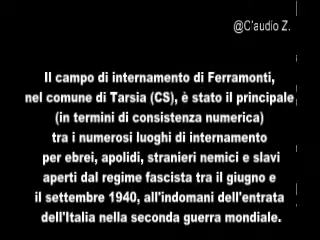 @C'audio Z.
Il campo di internamento di Ferramonti,
nel comune di Tarsia (CS), è stato il principale
(in termini di consistenza numerica)
tra i numerosi luoghi di internamento
per ebrei, apolidi, stranieri nemici e slavi
aperti dal regime fascista tra il giugno e
il settembre 1940, all'indomani dell'entrata
dell'Italia nella seconda guerra mondiale.